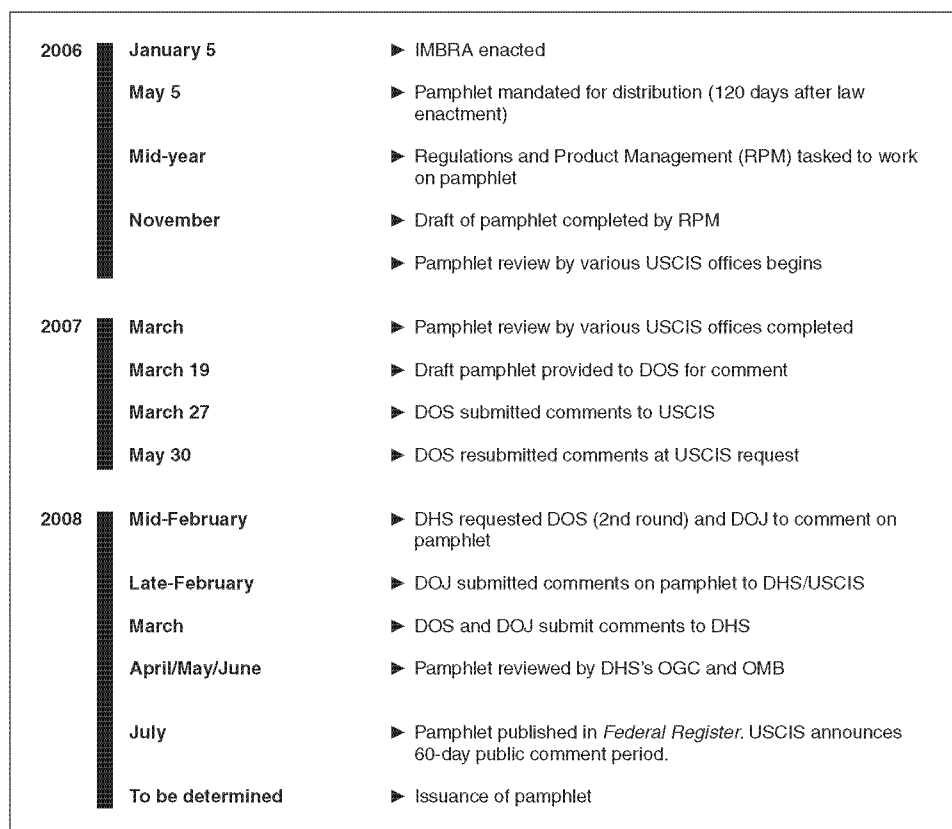 2006 January 5 ► IMBRA enacted
May 5 ► Pamphlet mandated for distribution (120 days after law
enactment)
Mid-year ► Regulations and Product Management (RPM) tasked to work
on pamphlet
November ► Draft of pamphlet completed by RPM
► Pamphlet review by various USCIS offices begins
2007 March ► Pamphlet review by various USCIS offices completed
March 19 ► Draft pamphlet provided to DOS for comment
March 27 ► DOS submitted comments to USCIS
May 30 ► DOS resubmitted comments at USCIS request
2008 Mid-February ► DHS requested DOS (2nd round) and DOJ to comment on
pamphlet
Late-February ► DOJ submitted comments on pamphlet to DHS/USCIS
March ► DOS and DOJ submit comments to DHS
April/May/June ► Pamphlet reviewed by DHS's OGC and OMB
July ► Pamphlet published in Federal Register. USCIS announces
60-day public comment period.
To be determined ► Issuance of pamphlet